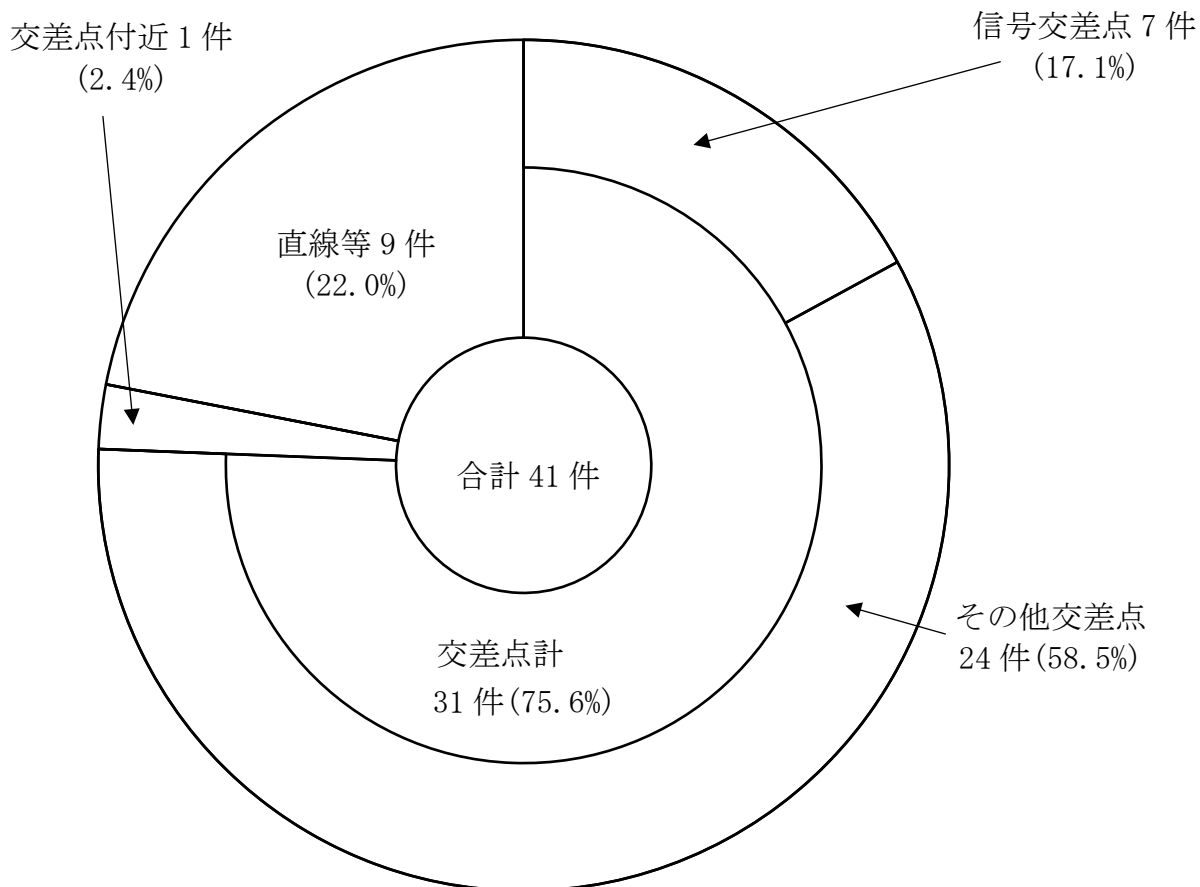 交差点付近 1 件
(2.4%)
信号交差点 7 件
(17.1%)
直線等 9 件
(22.0%)
合計 41 件
その他交差点
24 件(58.5%)
交差点計
31 件(75.6%)